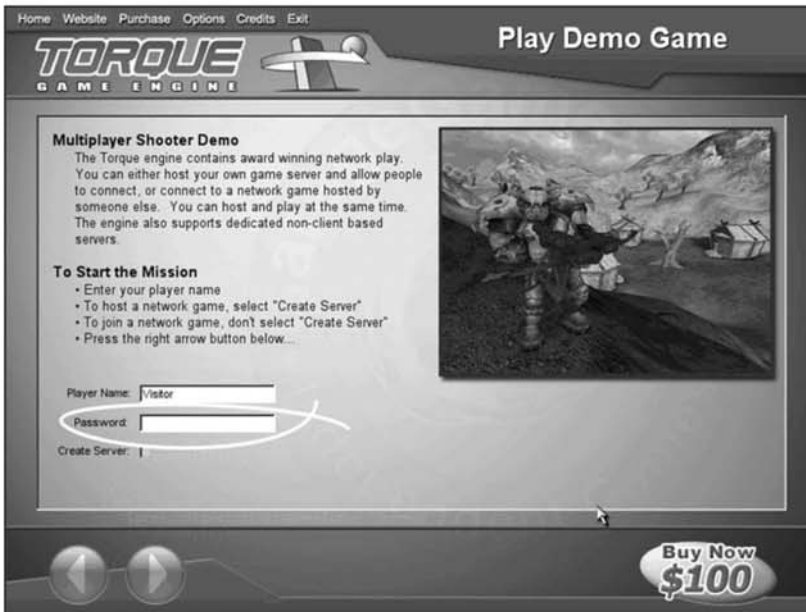 Home Website Purchase Options Credits Exit
TORQUE
GAME ENGINE
Play Demo Game
Multiplayer Shooter Demo
The Torque engine contains award winning network play.
You can either host your own game server and allow people
to connect, or connect to a network game hosted by
someone else. You can host and play at the same time.
The engine also supports dedicated non-client based
servers.
To Start the Mission
• Enter your player name
• To host a network game, select "Create Server"
• To join a network game, don't select "Create Server"
• Press the right arrow button below...
Player Name: Visitor
Password:
Create Server:
Buy Now
$100